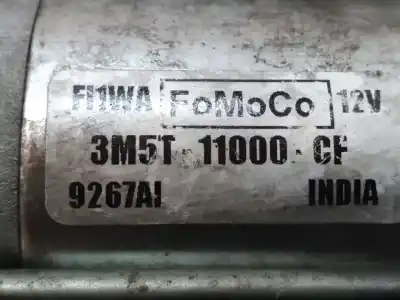 FI1WA FoMoCo 12V
3M5T-11000-CF
9267AI INDIA